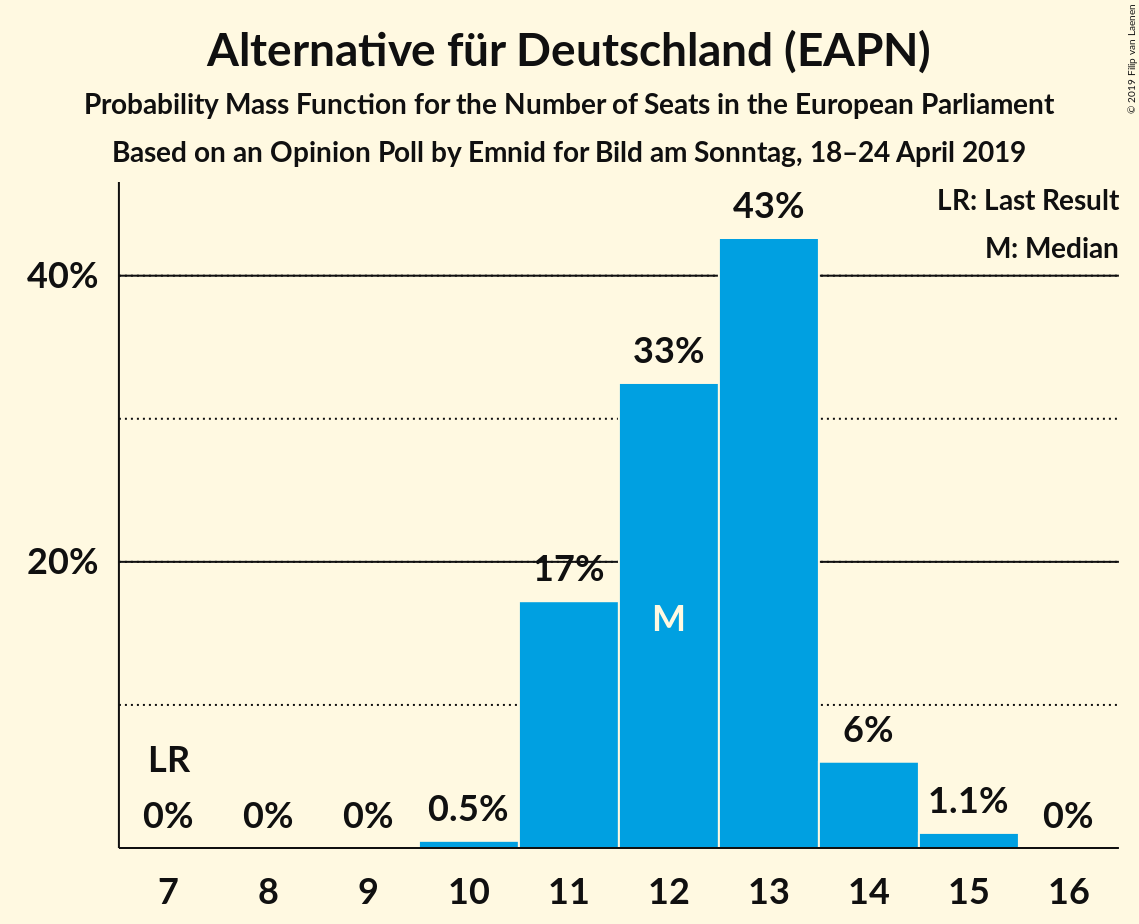 Alternative für Deutschland (EAPN)
Probability Mass Function for the Number of Seats in the European Parliament
Based on an Opinion Poll by Emnid for Bild am Sonntag, 18–24 April 2019
© 2019 Filip van Laenen
LR: Last Result
M: Median
43%
40%
33%
20%
17%
M
6%
LR
0%
0%
0%
0.5%
1.1%
0%
7 8 9 10 11 12 13 14 15 16